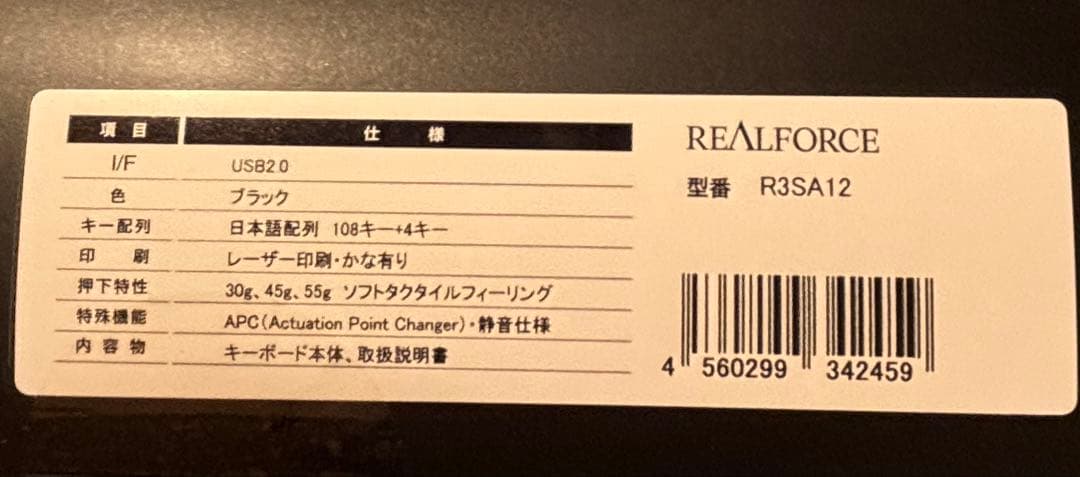 項目 仕様
I/F USB2.0
色 ブラック
キー配列 日本語配列 108キー+4キー
印刷 レーザー印刷・かな有り
押下特性 30g、45g、55g ソフトタクタイルフィーリング
特殊機能 APC(Actuation Point Changer)・静音仕様
内容物 キーボード本体、取扱説明書
REALFORCE
型番 R3SA12
4 560299 342459